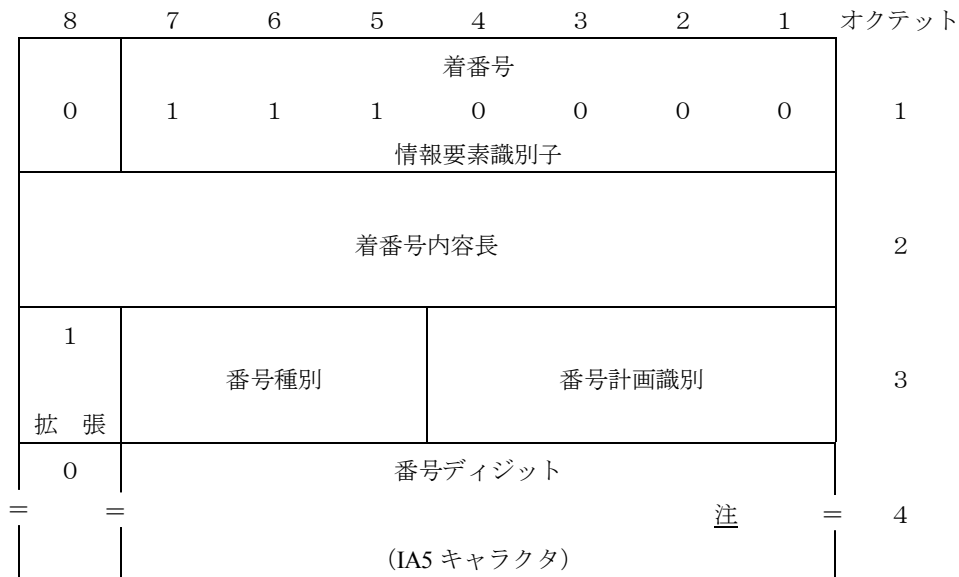 ８ ７ ６ ５ ４ ３ ２ １ オクテット
着番号
０ １ １ １ ０ ０ ０ ０ １
情報要素識別子
着番号内容長 ２
１
番号種別 番号計画識別 ３
拡　張
０ 番号ディジット
＝ ＝ 注 ＝ ４
（IA5 キャラクタ）